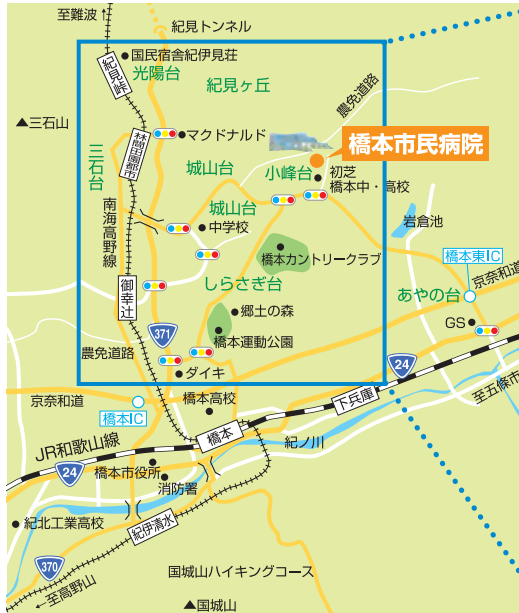 至難波↑
紀見トンネル
国民宿舎紀伊見荘
光陽台
紀見峠
紀見ヶ丘
農免道路
▲三石山
林間田園都市
マクドナルド
橋本市民病院
三石台
城山台
小峰台
初芝
橋本中・高校
城山台
南海高野線
中学校
岩倉池
橋本カントリークラブ
橋本東IC
京奈和道
御幸辻
しらさぎ台
あやの台
郷土の森
GS
371
橋本運動公園
農免道路
24
ダイキ
下兵庫
至五條市→
京奈和道
橋本高校
橋本IC
橋本
紀ノ川
JR和歌山線
24
橋本市役所
消防署
紀北工業高校
紀伊清水
370
←至高野山
国城山ハイキングコース
▲国城山